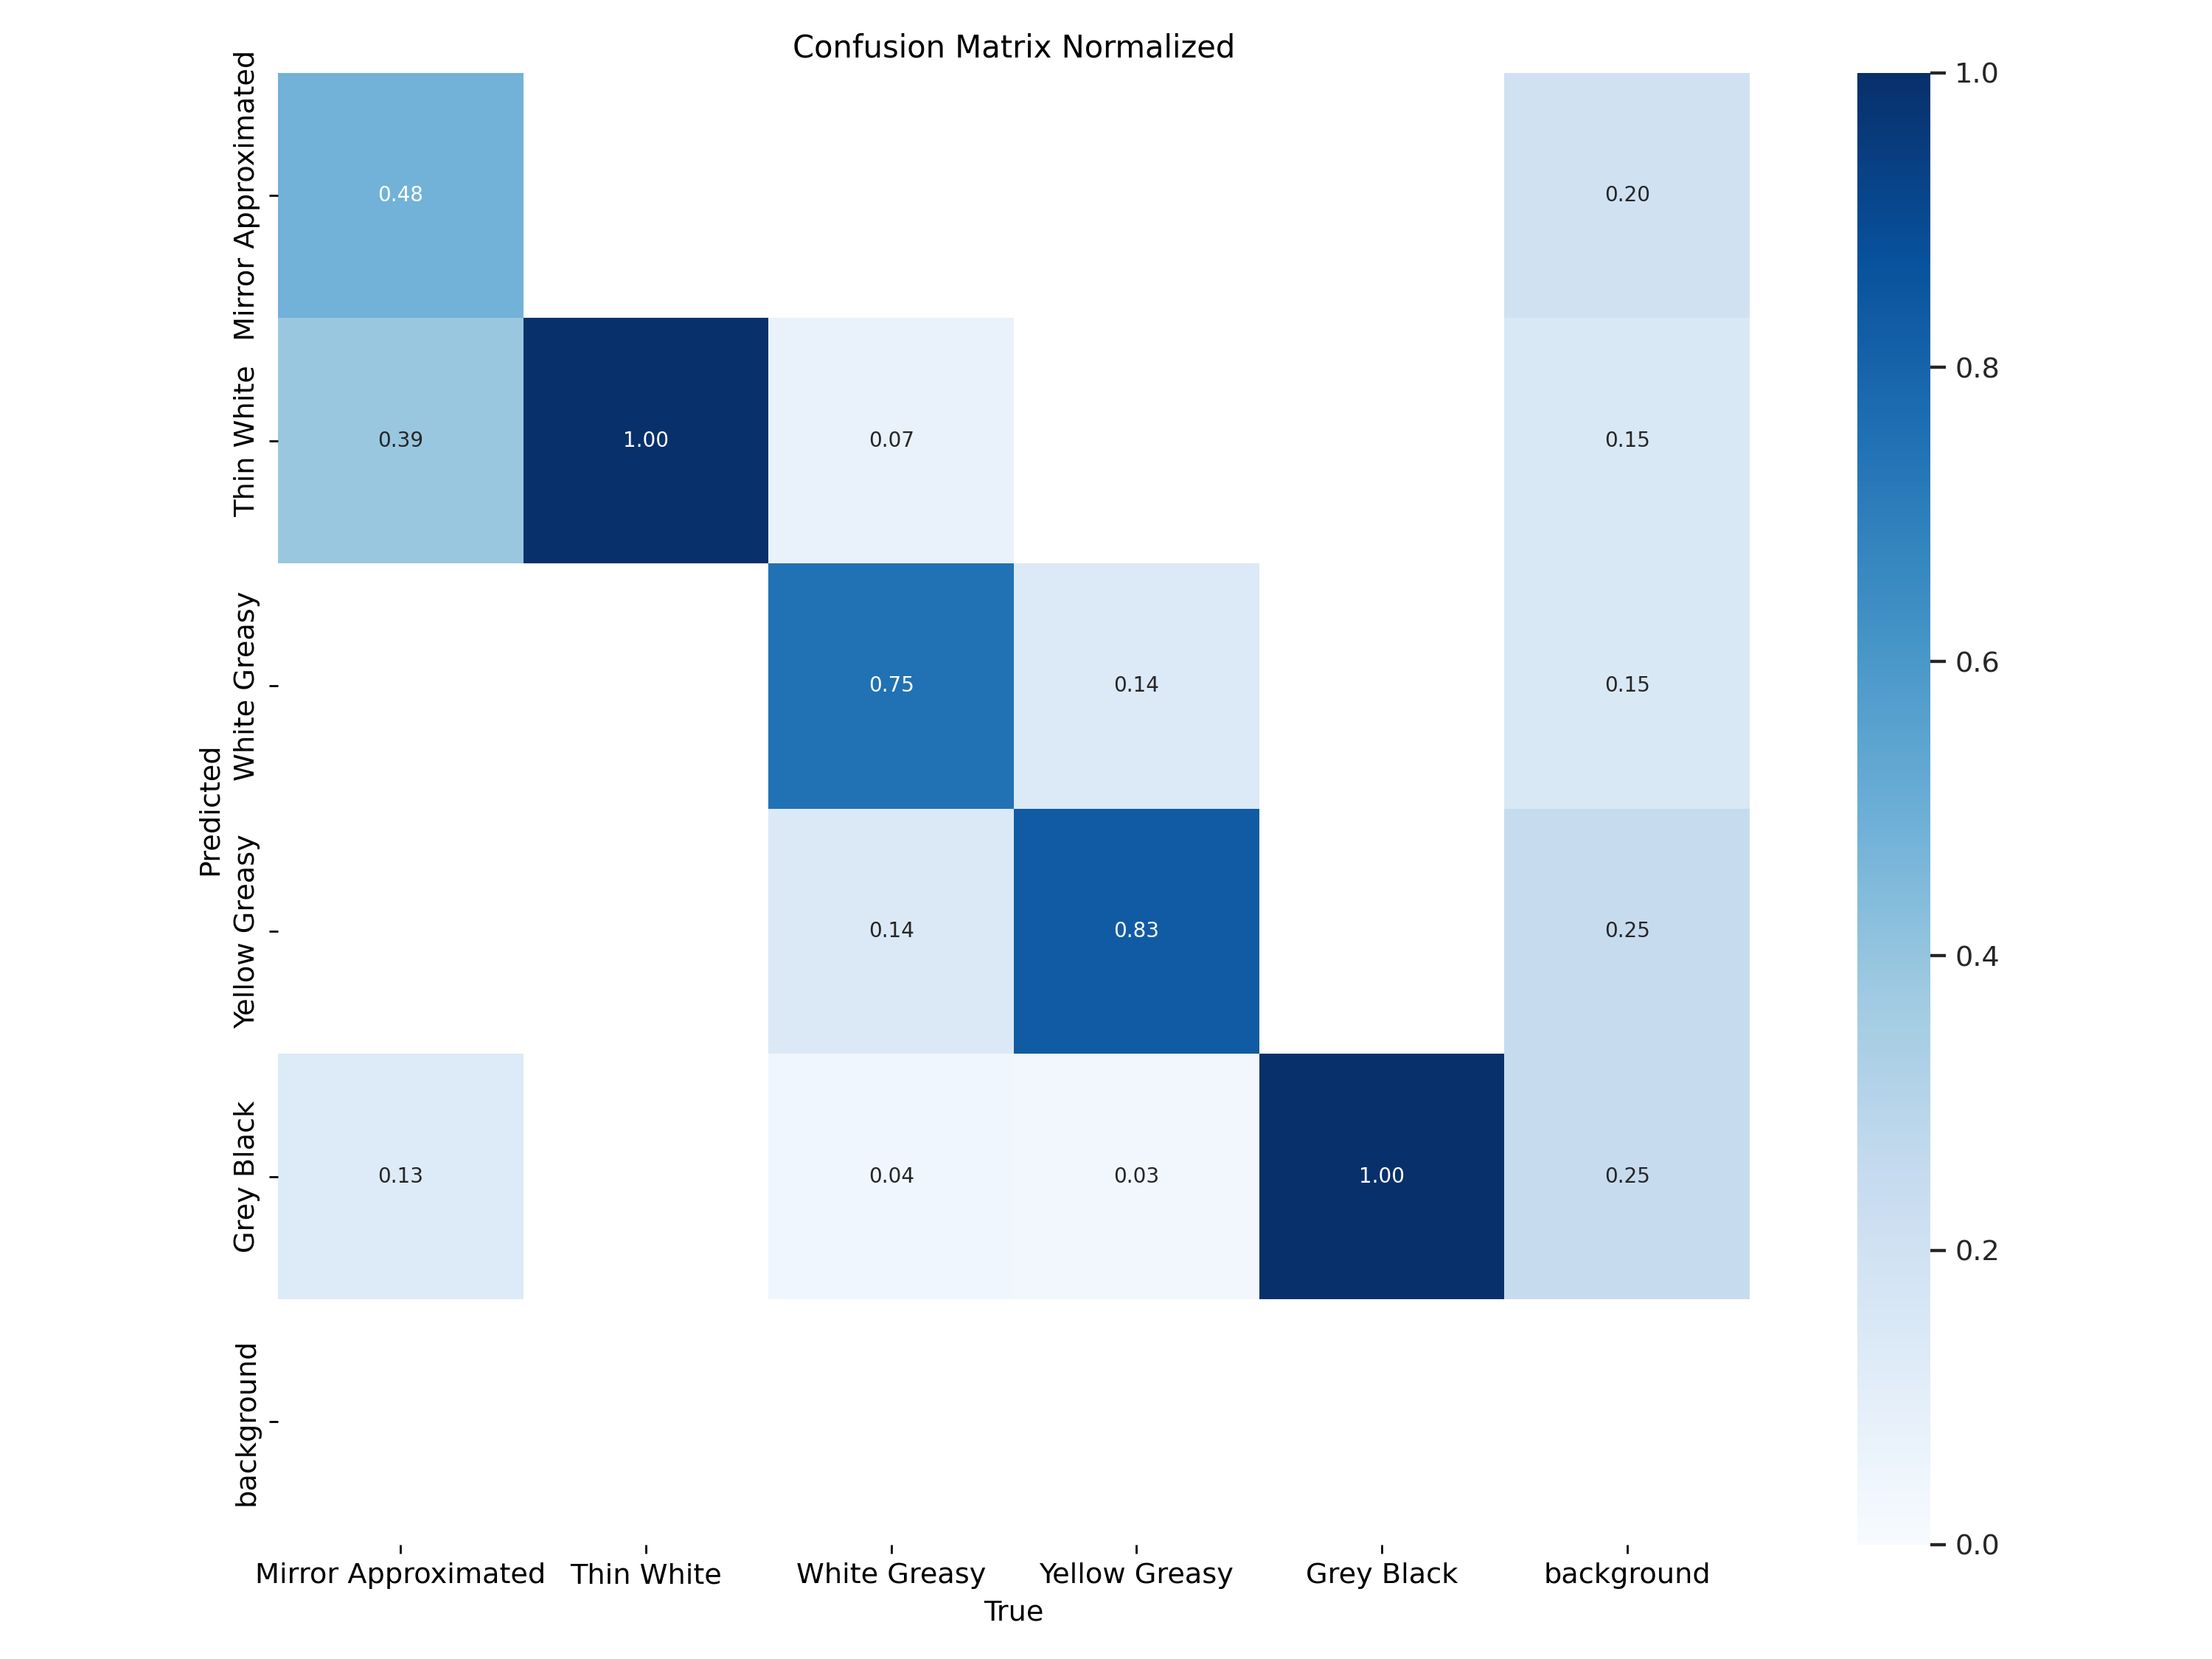 Confusion Matrix Normalized
Mirror Approximated
0.48
0.20
Thin White
0.39
1.00
0.07
0.15
White Greasy
0.75
0.14
0.15
Yellow Greasy
0.14
0.83
0.25
Grey Black
0.13
0.04
0.03
1.00
0.25
background
Predicted
Mirror Approximated
Thin White
White Greasy
Yellow Greasy
Grey Black
background
True
1.0
0.8
0.6
0.4
0.2
0.0